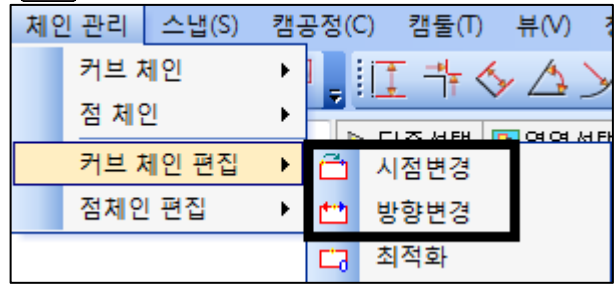 체인 관리 스냅(S) 캠공정(C) 캠툴(T) 뷰(V)
커브 체인
점 체인
커브 체인 편집
시점변경
점체인 편집
방향변경
최적화